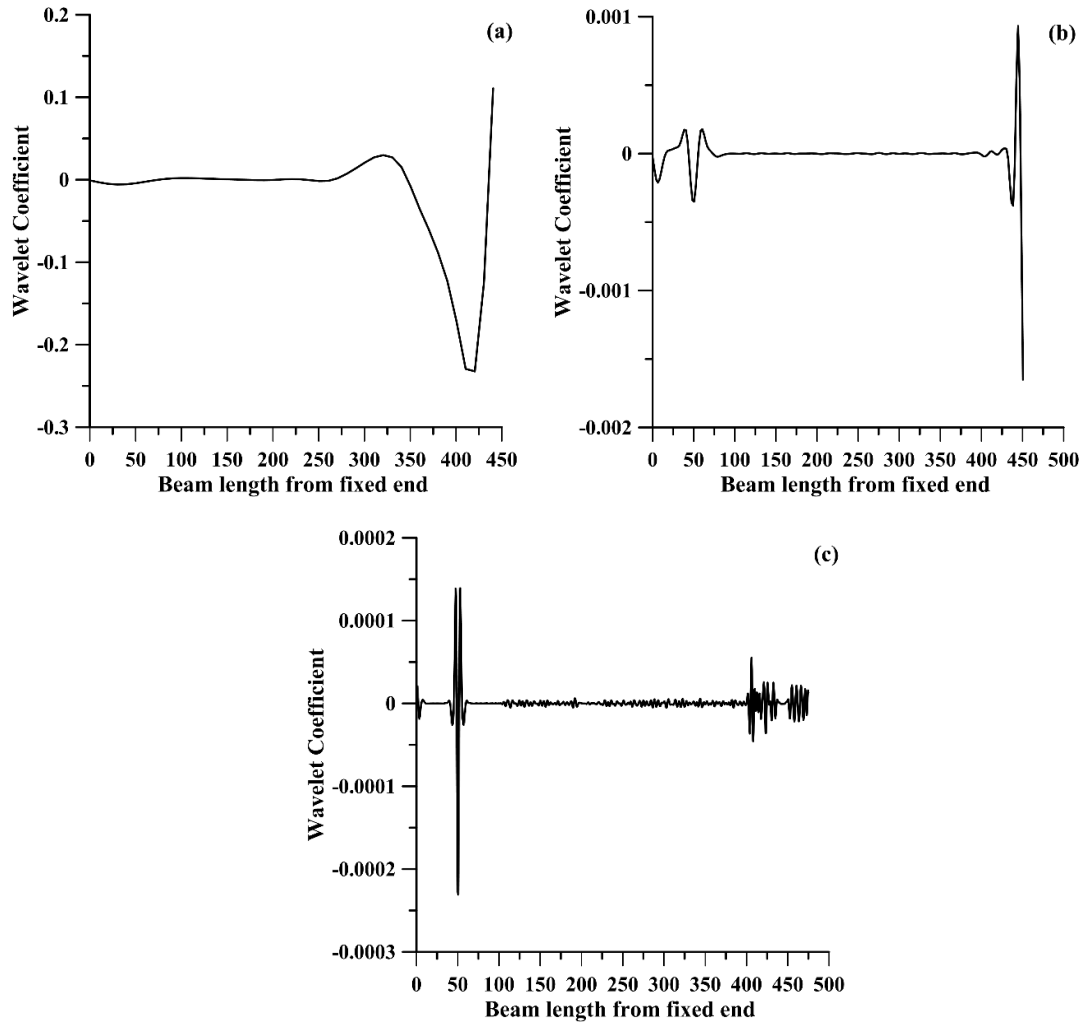 (a)
Wavelet Coefficient
0.2
0.1
0
-0.1
-0.2
-0.3
0 50 100 150 200 250 300 350 400 450
Beam length from fixed end
(b)
Wavelet Coefficient
0.001
0
-0.001
-0.002
0 50 100 150 200 250 300 350 400 450 500
Beam length from fixed end
(c)
Wavelet Coefficient
0.0002
0.0001
0
-0.0001
-0.0002
-0.0003
0 50 100 150 200 250 300 350 400 450 500
Beam length from fixed end